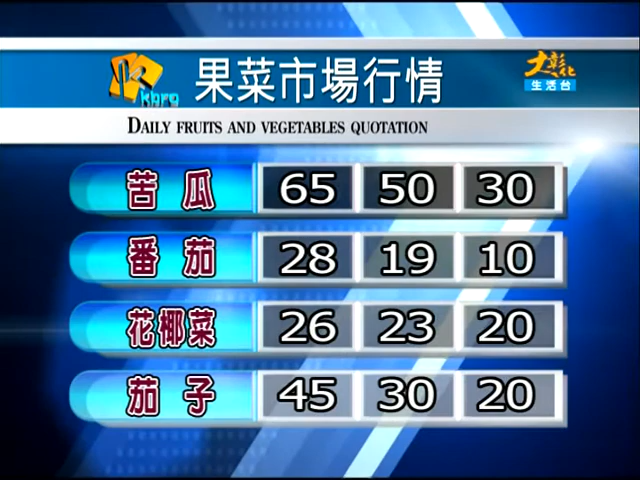 kbro 果菜市場行情 大彰化
生活台
DAILY FRUITS AND VEGETABLES QUOTATION
苦瓜 65 50 30
番茄 28 19 10
花椰菜 26 23 20
茄子 45 30 20